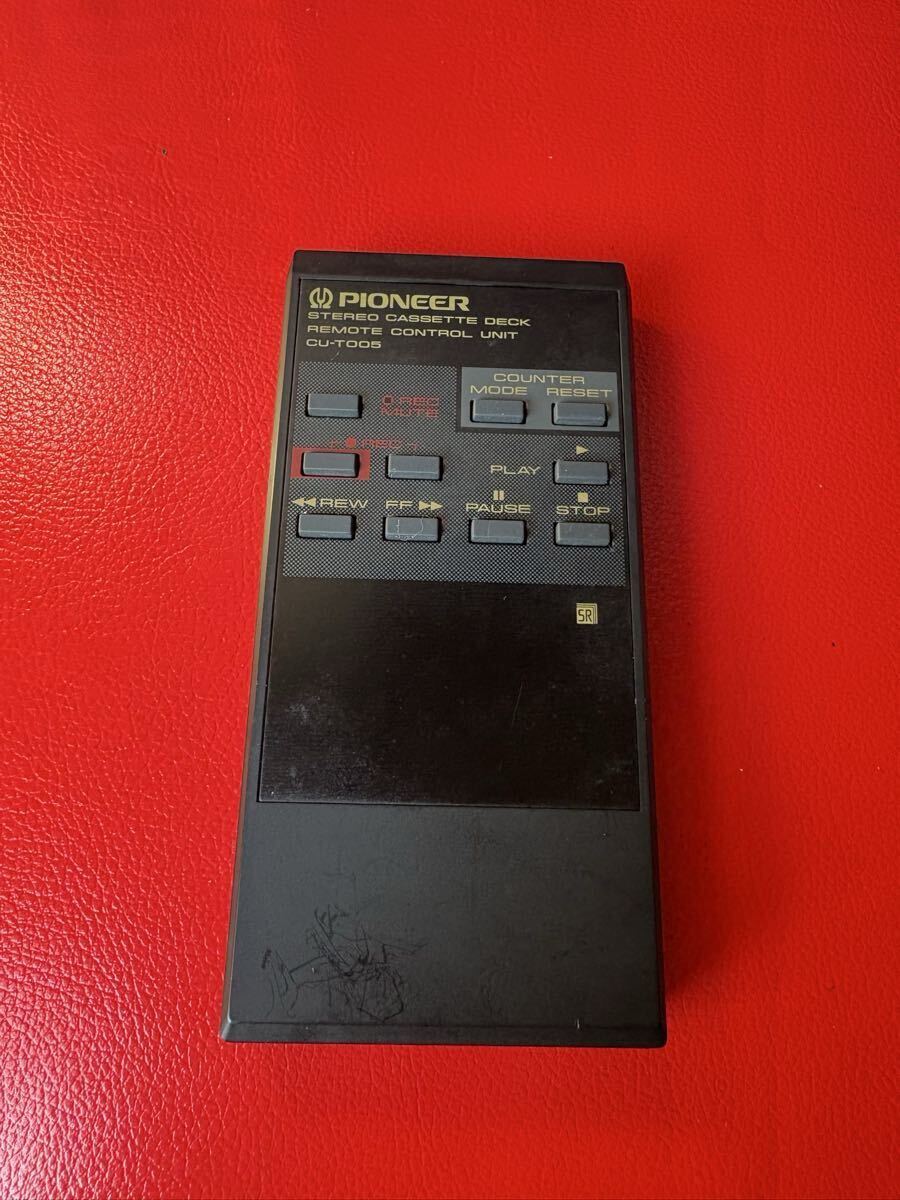 PIONEER
STEREO CASSETTE DECK
REMOTE CONTROL UNIT
CU-T005
COUNTER
MODE RESET
O REC
MUTE
REC
PLAY
REW FF PAUSE STOP
SR